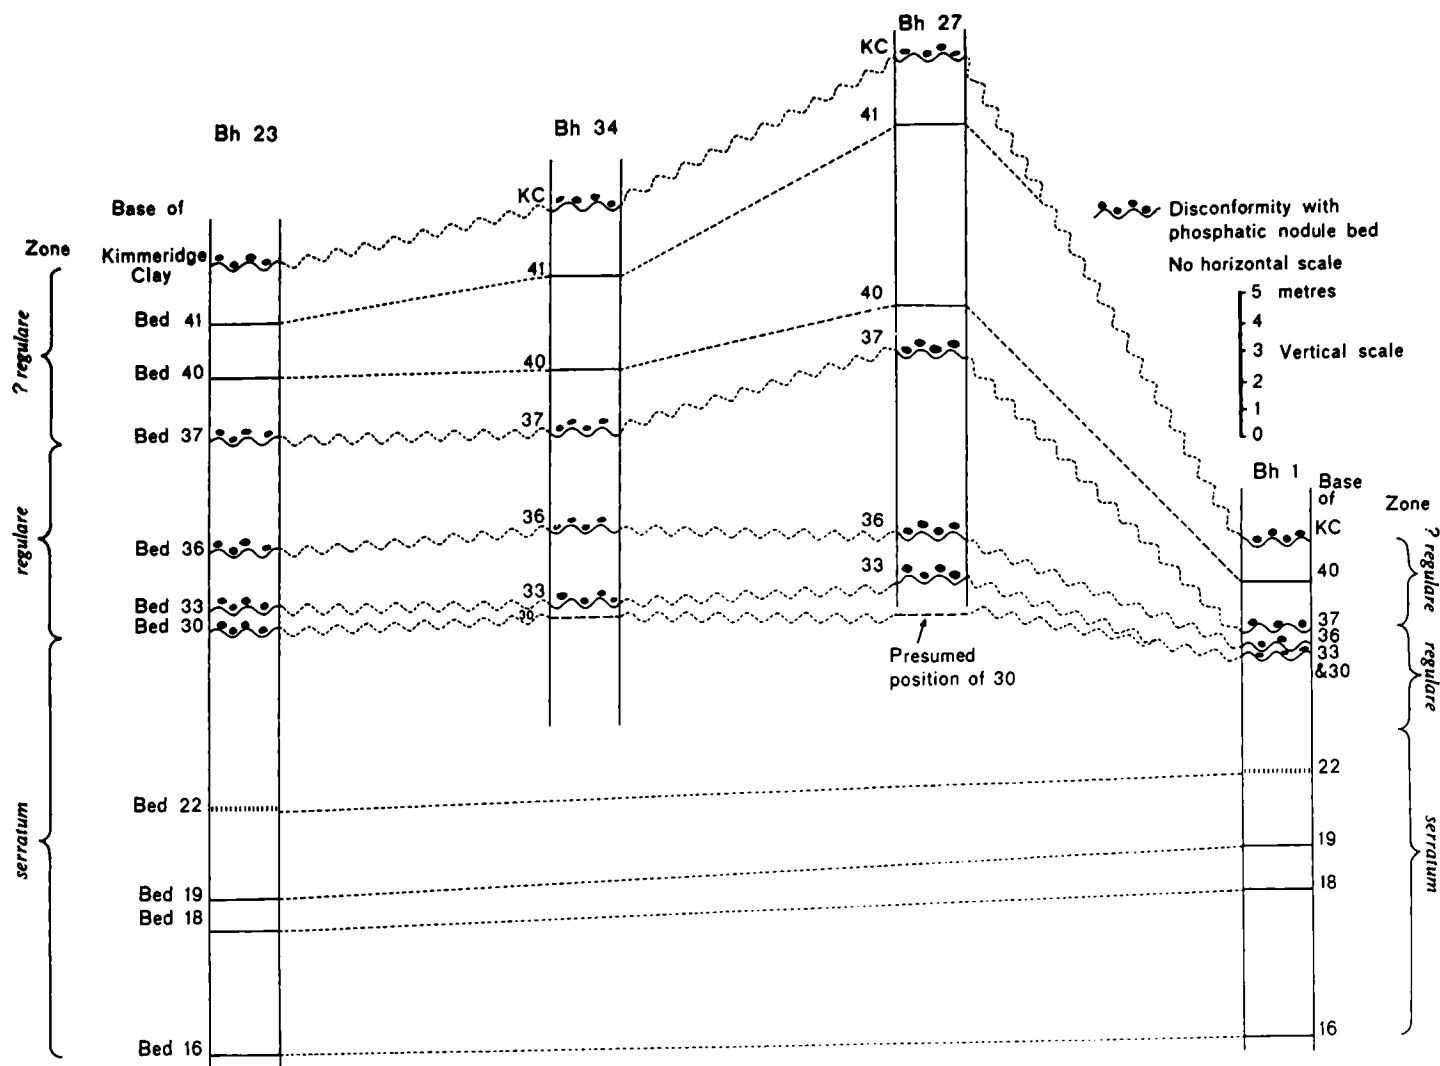 Bh 27
KC
41
40
37
36
33
Presumed
position of 30
Bh 23
Bh 34
KC
41
40
37
36
33
30
Base of
Zone
Kimmeridge
Clay
Bed 41
Bed 40
Bed 37
Bed 36
Bed 33
Bed 30
Bed 22
Bed 19
Bed 18
Bed 16
? regulare
regulare
serratum
Disconformity with
phosphatic nodule bed
No horizontal scale
5 metres
4
3 Vertical scale
2
1
0
Bh 1
Base
of
Zone
KC
40
37
36
33
&30
22
19
18
16
? regulare
regulare
serratum